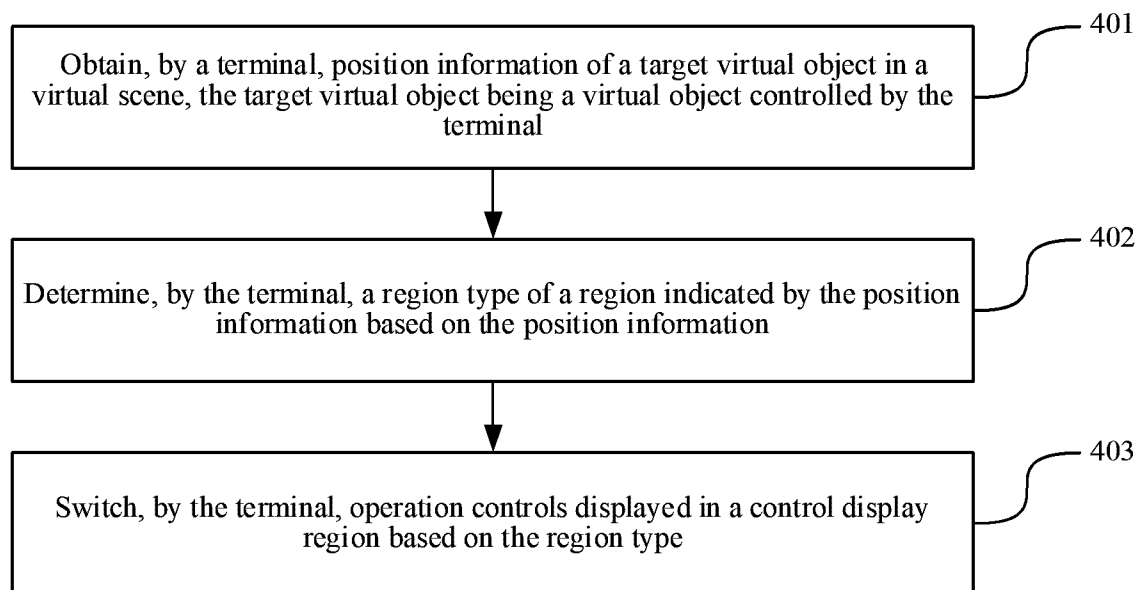 401
Obtain, by a terminal, position information of a target virtual object in a
virtual scene, the target virtual object being a virtual object controlled by the
terminal
402
Determine, by the terminal, a region type of a region indicated by the position
information based on the position information
403
Switch, by the terminal, operation controls displayed in a control display
region based on the region type